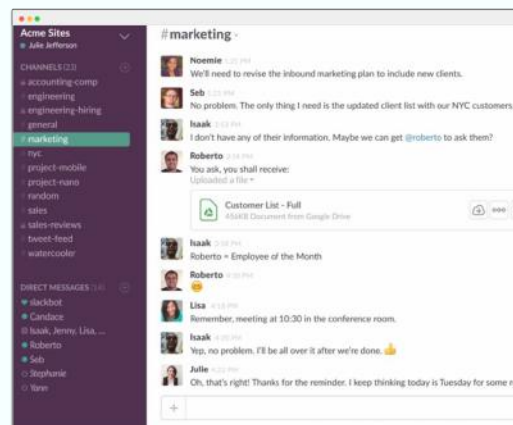 Acme Sites
Julie Jefferson
CHANNELS (23)
accounting-comp
# engineering
engineering-hiring
# general
# marketing
# nyc
# project-mobile
# project-nano
# random
# sales
sales-reviews
# tweet-feed
# watercooler
DIRECT MESSAGES
slackbot
Candace
Isaak, Jenny, Lisa, ...
Roberto
Seb
Stephanie
Yann
#marketing
Noemie
We'll need to revise the inbound marketing plan to include new clients.
Seb
No problem. The only thing I need is the updated client list with our NYC customers,
Isaak
I don't have any of their information. Maybe we can get @roberto to ask them?
Roberto
You ask, you shall receive:
Uploaded a file
Customer List - Full
456KB Document from Google Drive
Isaak
Roberto = Employee of the Month
Roberto
Lisa
Remember, meeting at 10:30 in the conference room.
Isaak
Yep, no problem. I'll be all over it after we're done. 👍
Julie
Oh, that's right! Thanks for the reminder. I keep thinking today is Tuesday for some
+